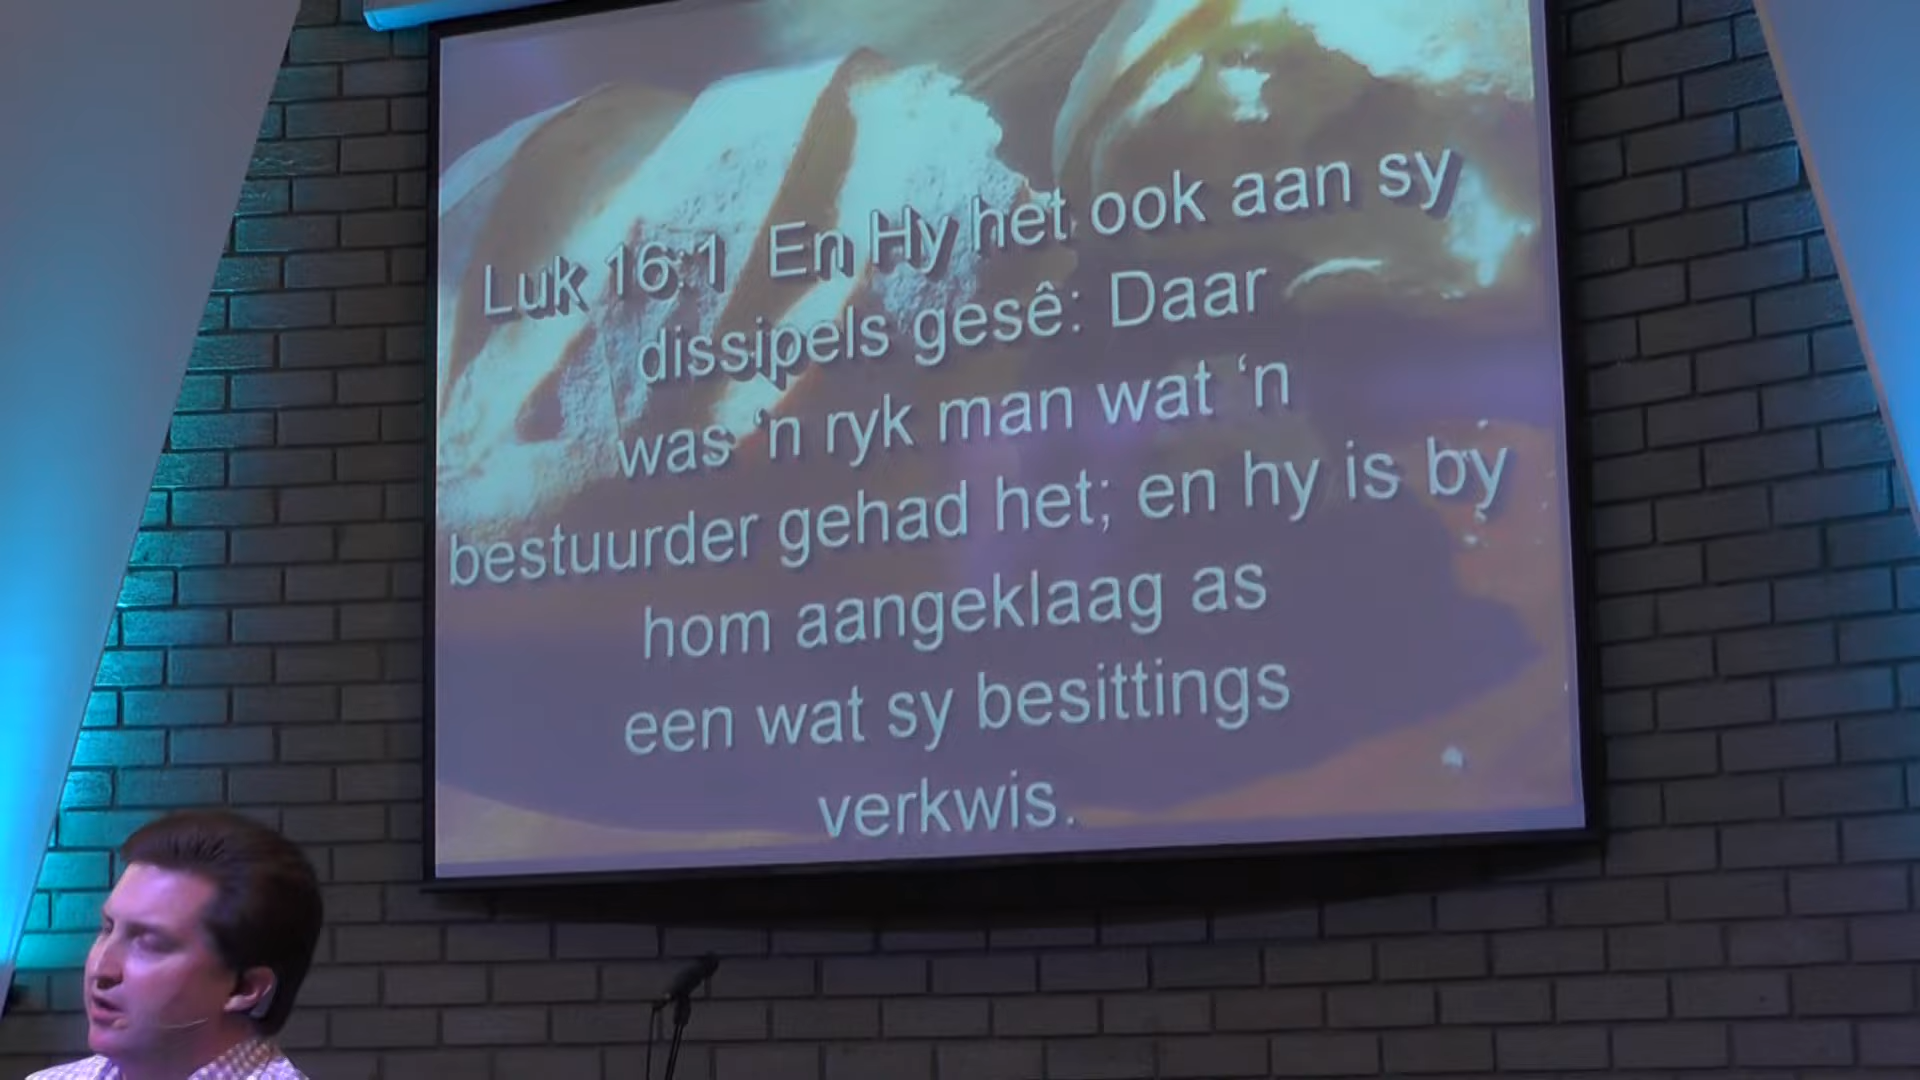 Luk 16:1 En Hy het ook aan sy
dissipels gesê: Daar
was ‘n ryk man wat ‘n
bestuurder gehad het; en hy is by
hom aangeklaag as
een wat sy besittings
verkwis.